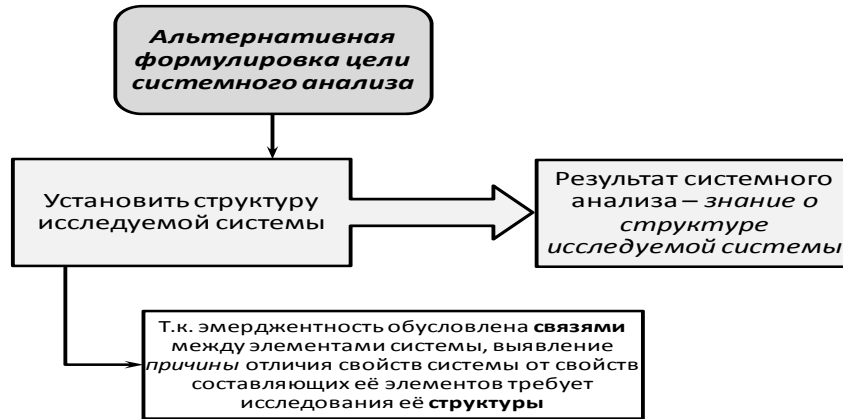 Альтернативная
формулировка цели
системного анализа
Установить структуру
исследуемой системы
Результат системного
анализа – знание о
структуре
исследуемой системы
Т.к. эмерджентность обусловлена связями
между элементами системы, выявление
причины отличия свойств системы от свойств
составляющих её элементов требует
исследования её структуры